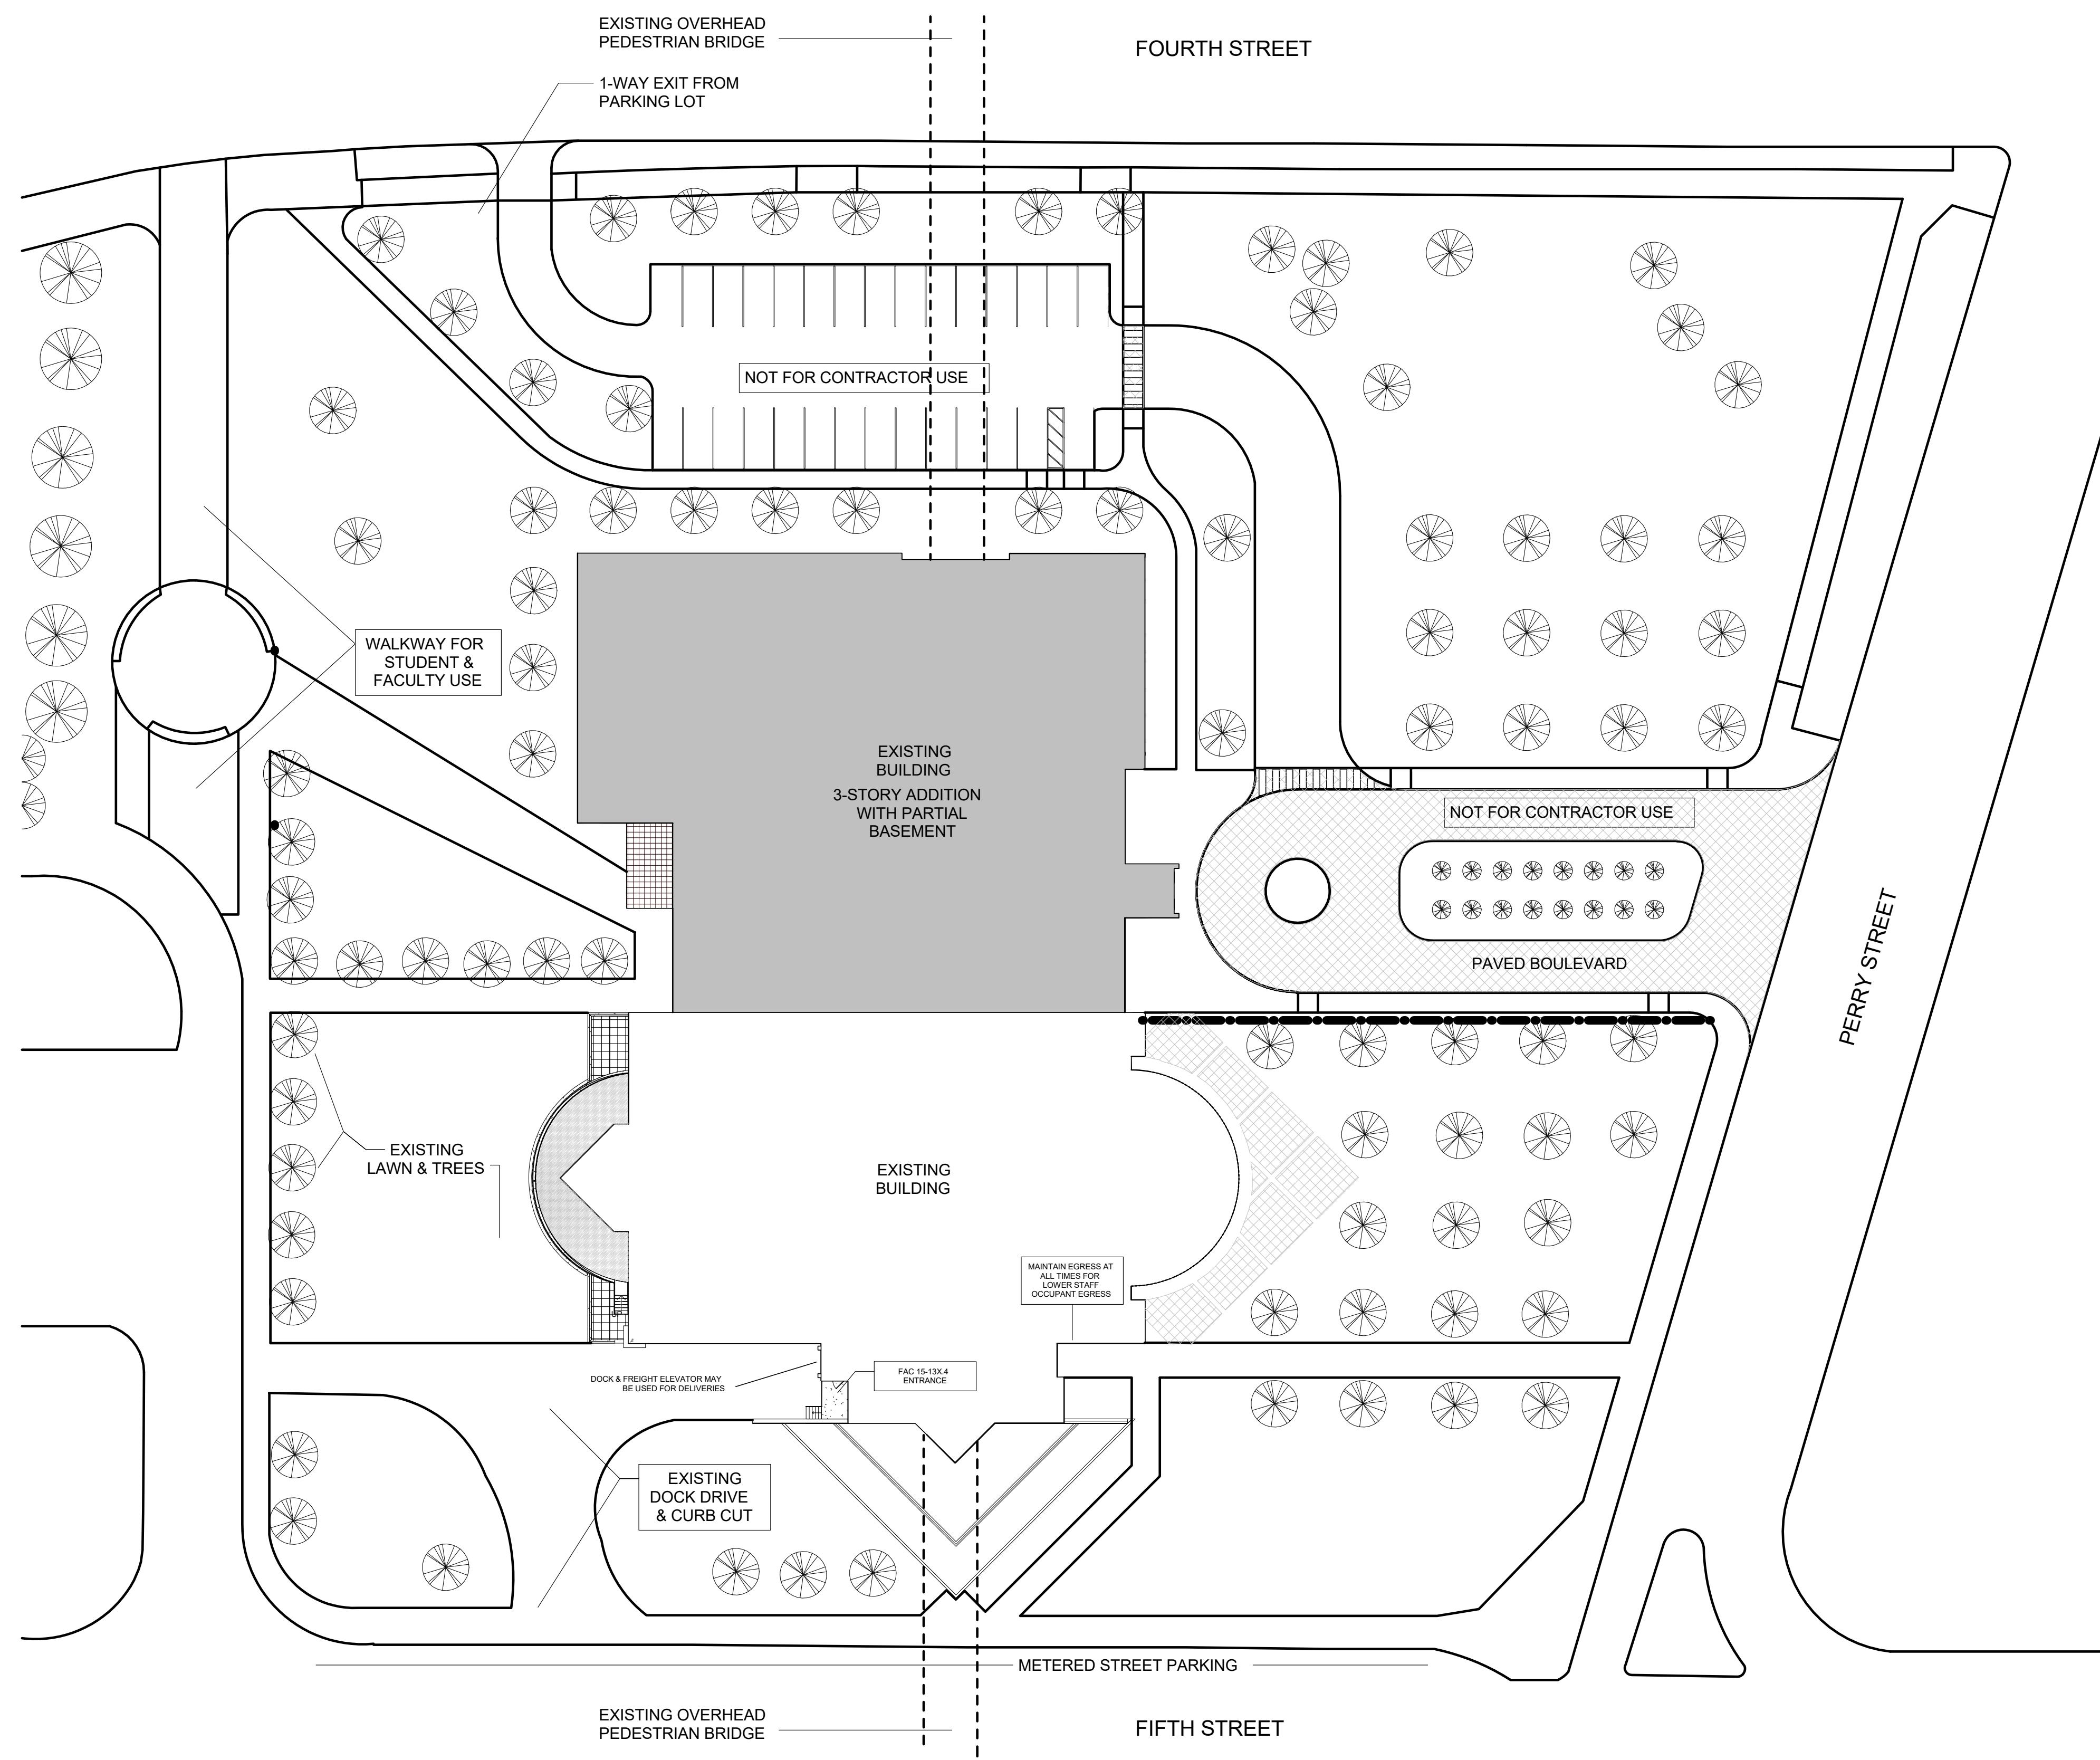 EXISTING OVERHEAD
PEDESTRIAN BRIDGE
FOURTH STREET
1-WAY EXIT FROM
PARKING LOT
NOT FOR CONTRACTOR USE
WALKWAY FOR
STUDENT &
FACULTY USE
EXISTING
BUILDING
3-STORY ADDITION
WITH PARTIAL
BASEMENT
NOT FOR CONTRACTOR USE
PAVED BOULEVARD
PERRY STREET
EXISTING
LAWN & TREES
EXISTING
BUILDING
MAINTAIN EGRESS AT
ALL TIMES FOR
LOWER STAFF
OCCUPANT EGRESS
DOCK & FREIGHT ELEVATOR MAY
BE USED FOR DELIVERIES
FAC 15-13X.4
ENTRANCE
EXISTING
DOCK DRIVE
& CURB CUT
METERED STREET PARKING
EXISTING OVERHEAD
PEDESTRIAN BRIDGE
FIFTH STREET